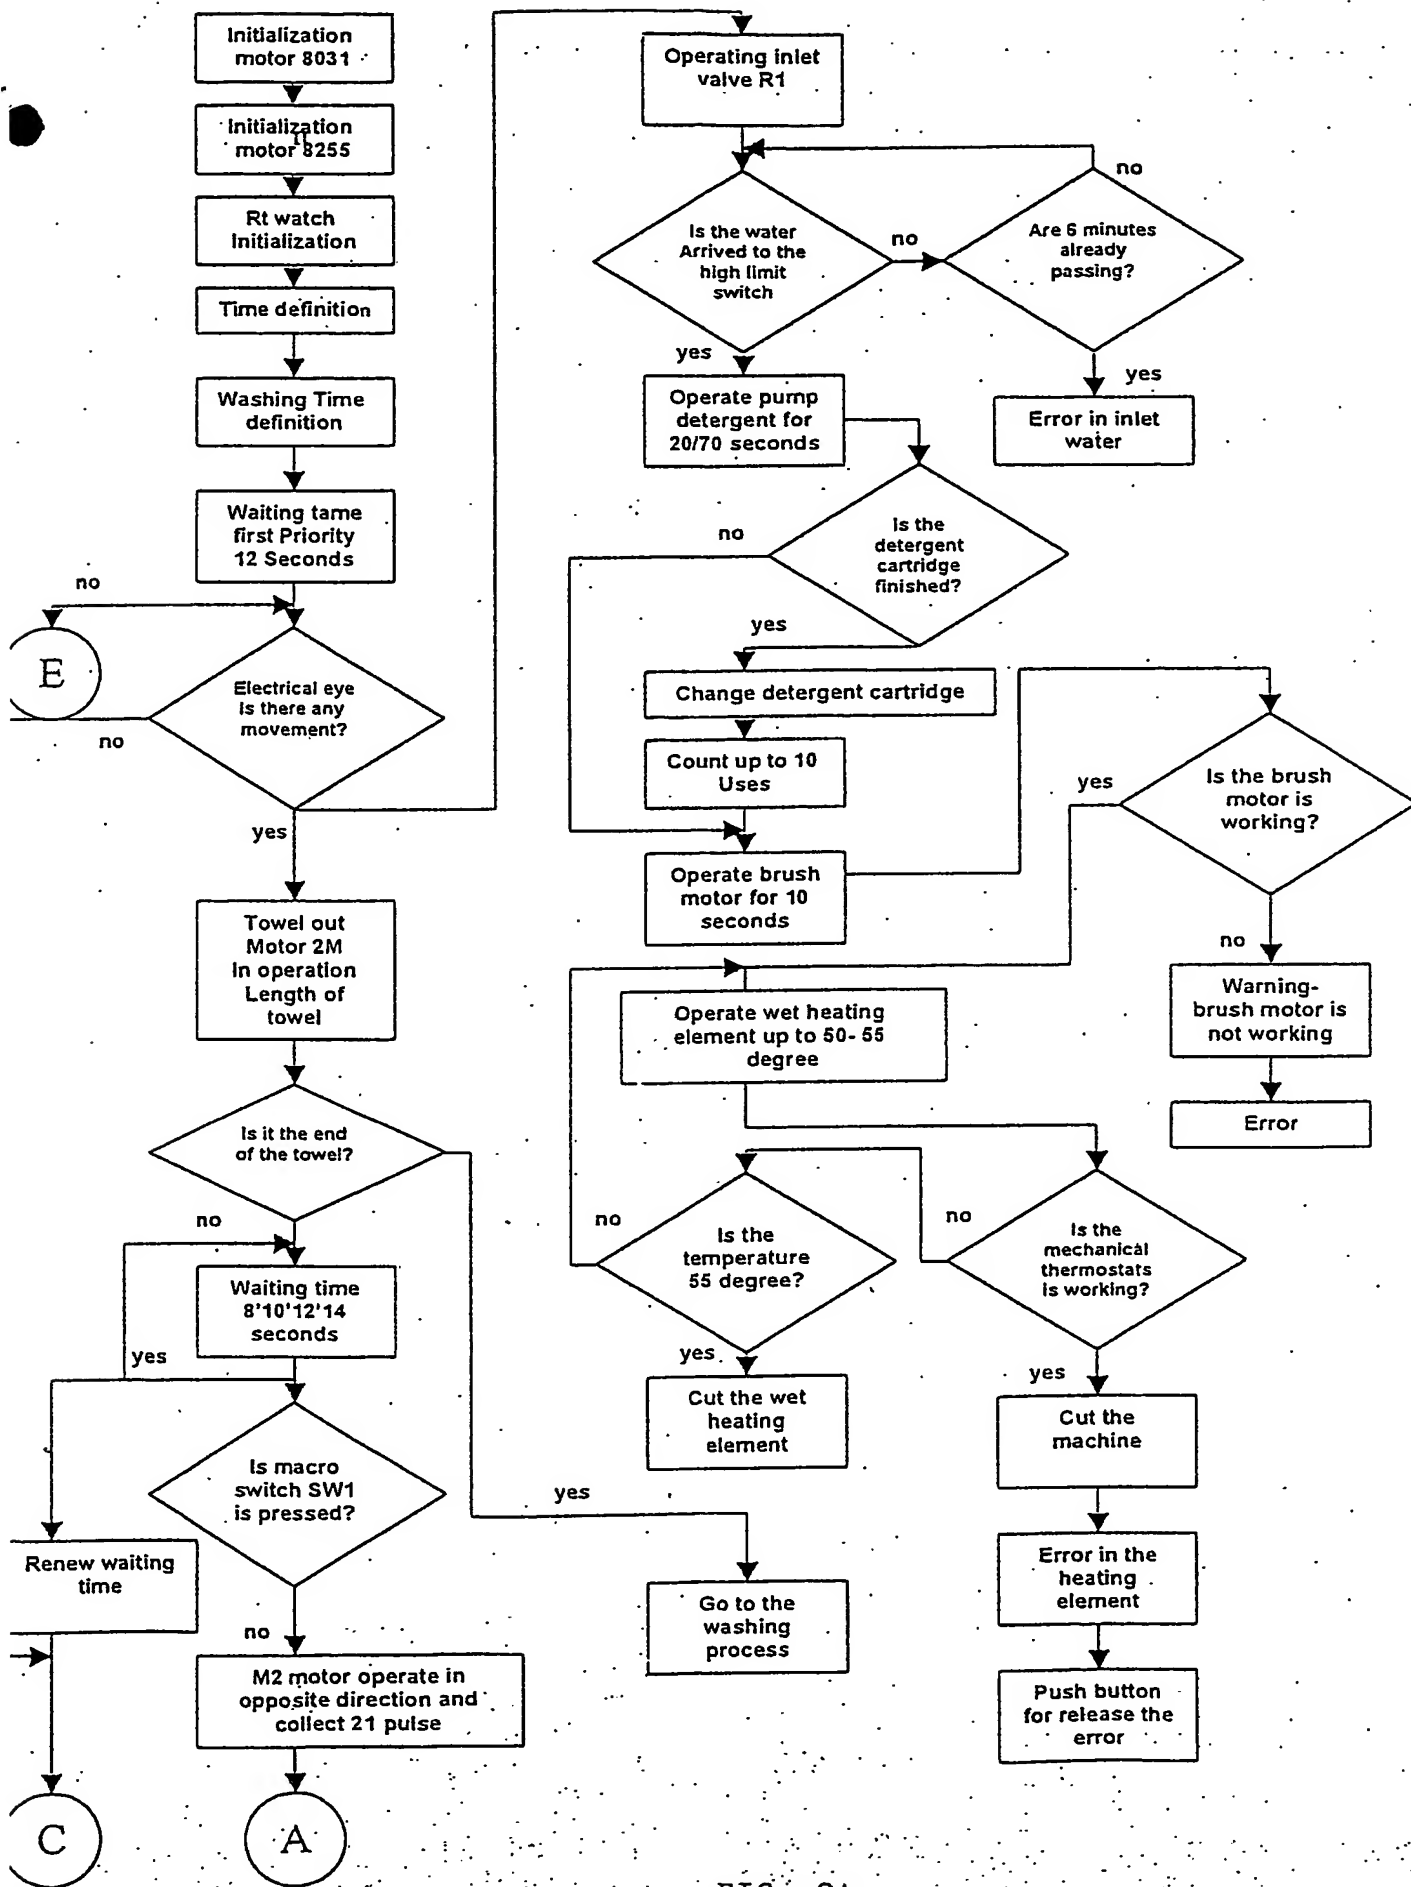 Initialization
motor 8031
Initialization
motor 8255
Rt watch
Initialization
Time definition
Washing Time
definition
Waiting tame
first Priority
12 Seconds
no
E
Electrical eye
Is there any
movement?
no
yes
Towel out
Motor 2M
In operation
Length of
towel
Is it the end
of the towel?
no
Waiting time
8'10'12'14
seconds
yes
Is macro
switch SW1
is pressed?
Renew waiting
time
no
M2 motor operate in
opposite direction and
collect 21 pulse
C
A
Operating inlet
valve R1
Is the water
Arrived to the
high limit
switch
no
Are 6 minutes
already
passing?
no
yes
yes
Operate pump
detergent for
20/70 seconds
Error in inlet
water
Is the
detergent
cartridge
finished?
no
yes
Change detergent cartridge
Count up to 10
Uses
Operate brush
motor for 10
seconds
Is the brush
motor is
working?
yes
no
Warning-
brush motor is
not working
Error
Operate wet heating
element up to 50- 55
degree
Is the
temperature
55 degree?
no
Is the
mechanical
thermostats
is working?
no
yes
Cut the wet
heating
element
yes
Cut the
machine
Error in the
heating
element
Push button
for release the
error
yes
Go to the
washing
process